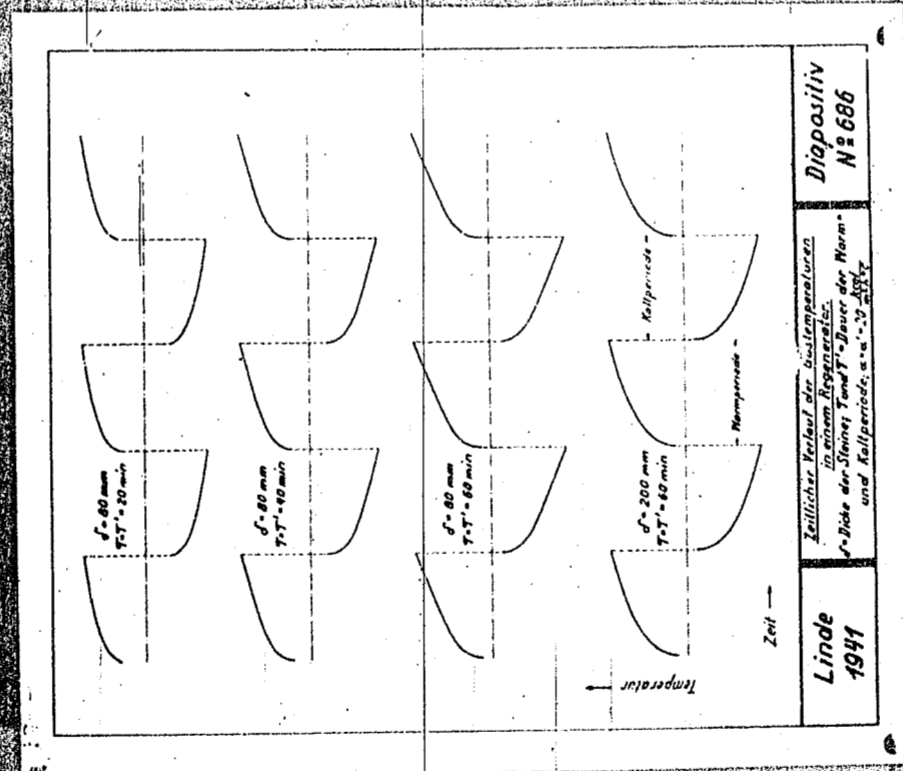 δ = 80 mm
T=T' = 20 min
δ = 80 mm
T=T' = 40 min
δ = 80 mm
T=T' = 60 min
δ = 200 mm
T=T' = 60 min
- Kaltperiode -
- Warmperiode -
Temperatur
Zeit
Linde
1941
Zeitlicher Verlauf der Gastemperaturen
in einem Regenerator.
δ = Dicke der Steine; T und T' = Dauer der Warm=
und Kaltperiode; α = α' = 20 kcal
Diapositiv
Nº 686